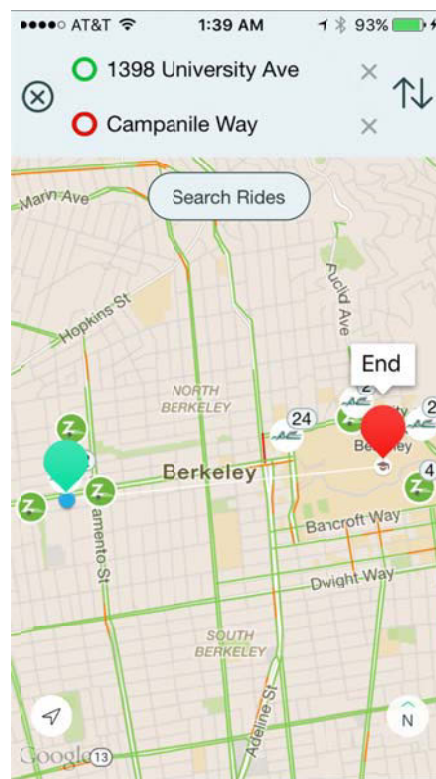 AT&T 1:39 AM 93%
1398 University Ave
Campanile Way
Search Rides
Marin Ave
Euclid Ave
Hopkins St
End
NORTH
BERKELEY
24
Berkeley
4
Bancroft Way
Dwight Way
SOUTH
BERKELEY
Adeline St
N
Google 13